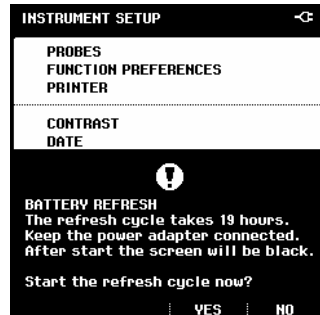 INSTRUMENT SETUP
PROBES
FUNCTION PREFERENCES
PRINTER
CONTRAST
DATE
BATTERY REFRESH
The refresh cycle takes 19 hours.
Keep the power adapter connected.
After start the screen will be black.
Start the refresh cycle now?
YES NO